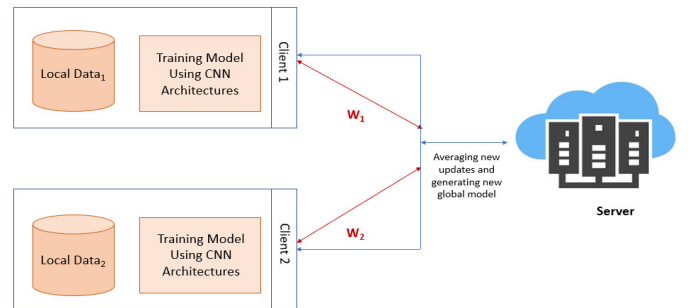 Local Data₁
Training Model
Using CNN
Architectures
Client 1
W₁
Averaging new
updates and
generating new
global model
Server
W₂
Local Data₂
Training Model
Using CNN
Architectures
Client 2